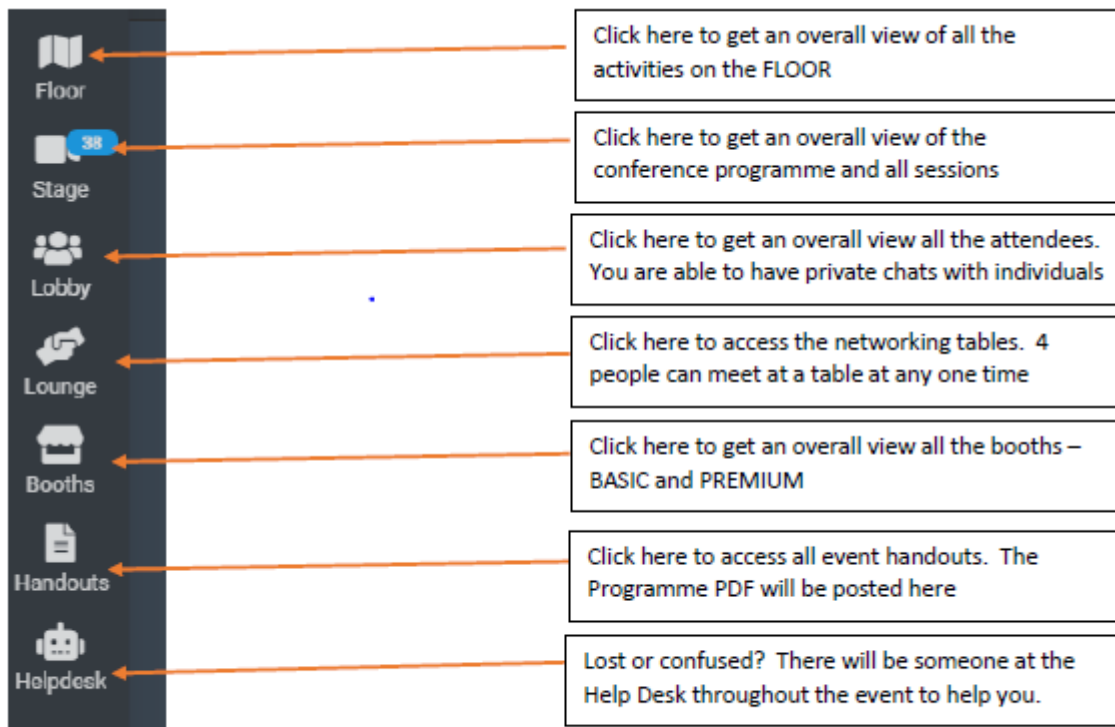 Floor
Click here to get an overall view of all the
activities on the FLOOR
38
Stage
Click here to get an overall view of the
conference programme and all sessions
Lobby
Click here to get an overall view all the attendees.
You are able to have private chats with individuals
Lounge
Click here to access the networking tables.  4
people can meet at a table at any one time
Booths
Click here to get an overall view all the booths –
BASIC and PREMIUM
Handouts
Click here to access all event handouts.  The
Programme PDF will be posted here
Helpdesk
Lost or confused?  There will be someone at the
Help Desk throughout the event to help you.